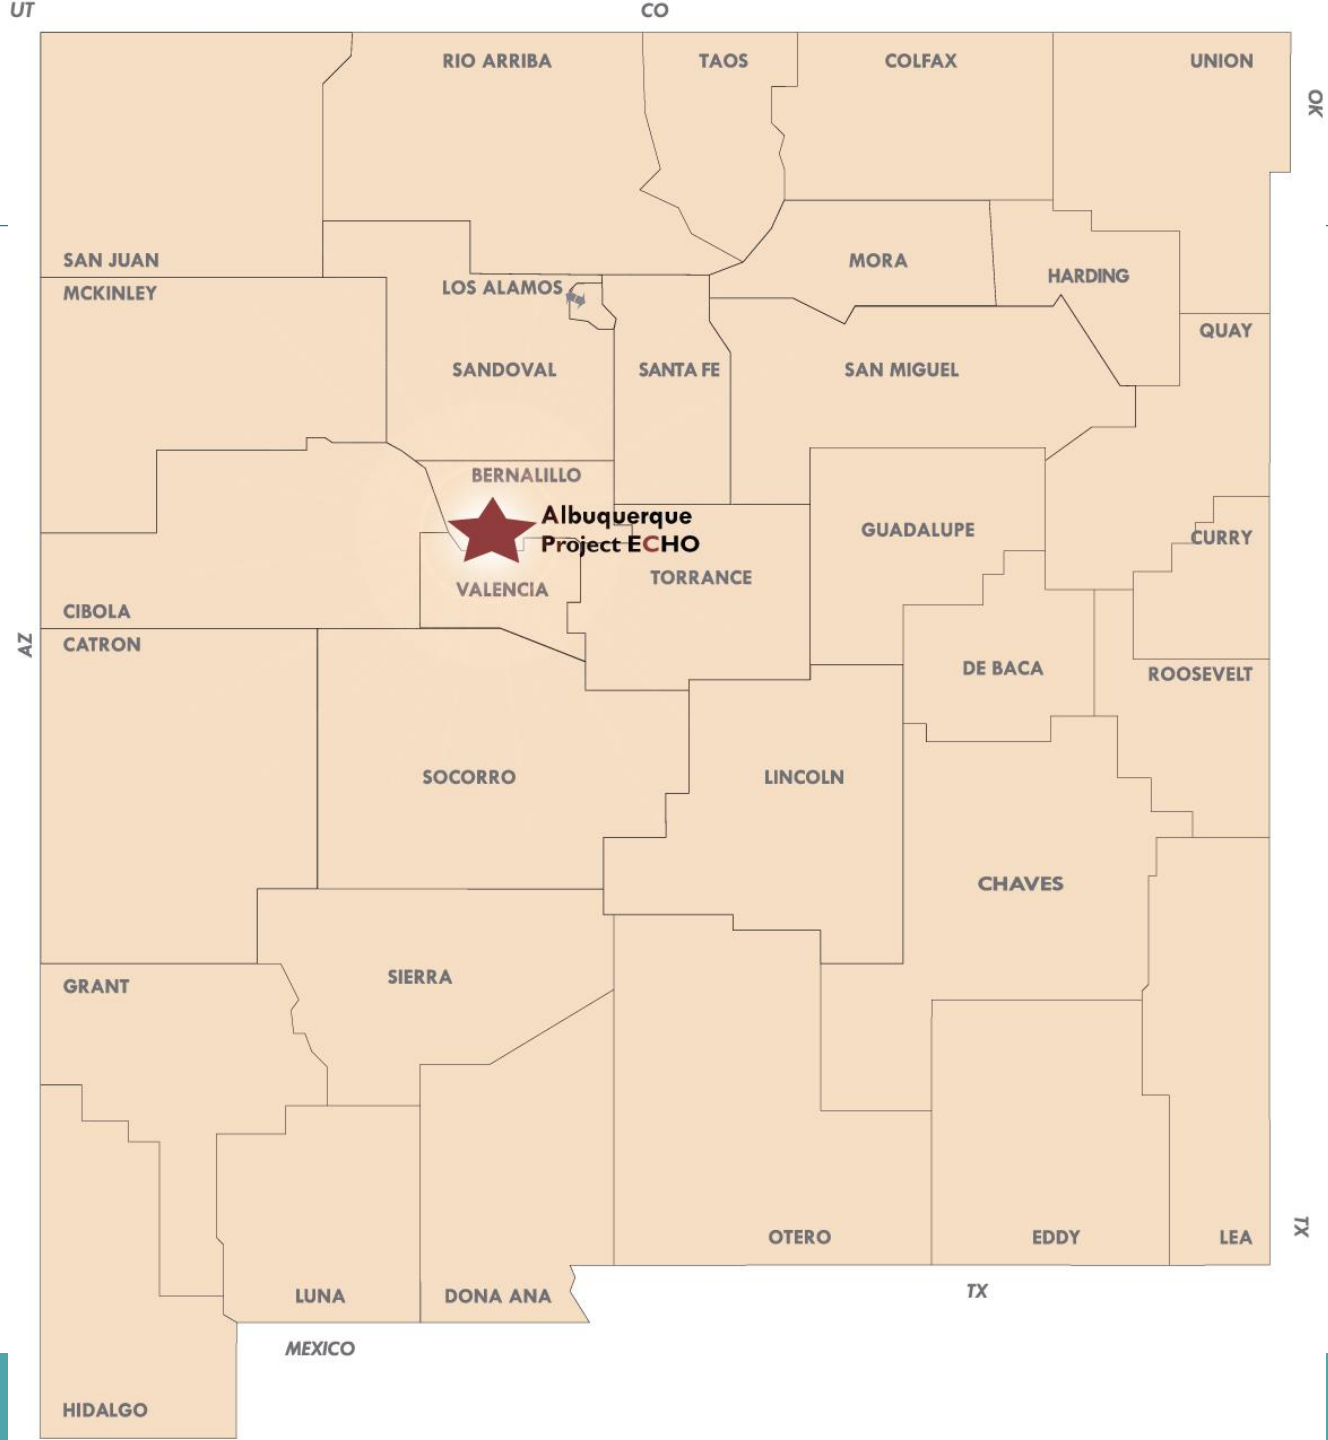 UT
CO
RIO ARRIBA
TAOS
COLFAX
UNION
OK
SAN JUAN
MORA
HARDING
MCKINLEY
LOS ALAMOS
QUAY
SANDOVAL
SANTA FE
SAN MIGUEL
BERNALILLO
Albuquerque
Project ECHO
GUADALUPE
CURRY
TORRANCE
VALENCIA
CIBOLA
AZ
CATRON
DE BACA
ROOSEVELT
SOCORRO
LINCOLN
CHAVES
SIERRA
GRANT
OTERO
EDDY
LEA
TX
TX
LUNA
DONA ANA
MEXICO
HIDALGO